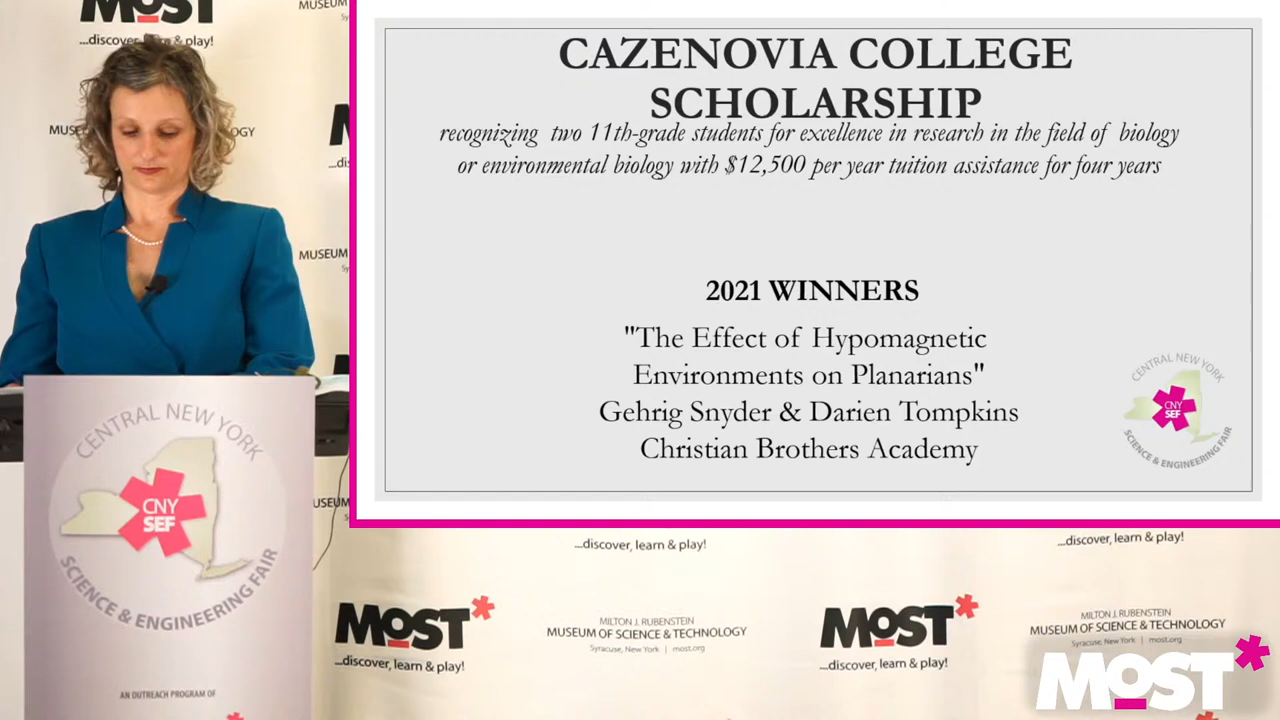 MOST
...discover, learn & play!
MUSEUM
MUSE
OGY
MUSEUM
CAZENOVIA COLLEGE
SCHOLARSHIP
recognizing two 11th-grade students for excellence in research in the field of biology
or environmental biology with $12,500 per year tuition assistance for four years
2021 WINNERS
"The Effect of Hypomagnetic
Environments on Planarians"
Gehrig Snyder & Darien Tompkins
Christian Brothers Academy
CENTRAL NEW YORK
CNY
SEF
SCIENCE & ENGINEERING FAIR
CENTRAL NEW YORK
CNY
SEF
SCIENCE & ENGINEERING FAIR
AN OUTREACH PROGRAM OF
...discover, learn & play!
...discover, learn & play!
MOST
...discover, learn & play!
MILTON J. RUBENSTEIN
MUSEUM OF SCIENCE & TECHNOLOGY
Syracuse, New York | most.org
MOST
...discover, learn & play!
MILTON J. RUBENSTEIN
MUSEUM OF SCIENCE & TECHNOLOGY
Syracuse, New York | most.org
MOST